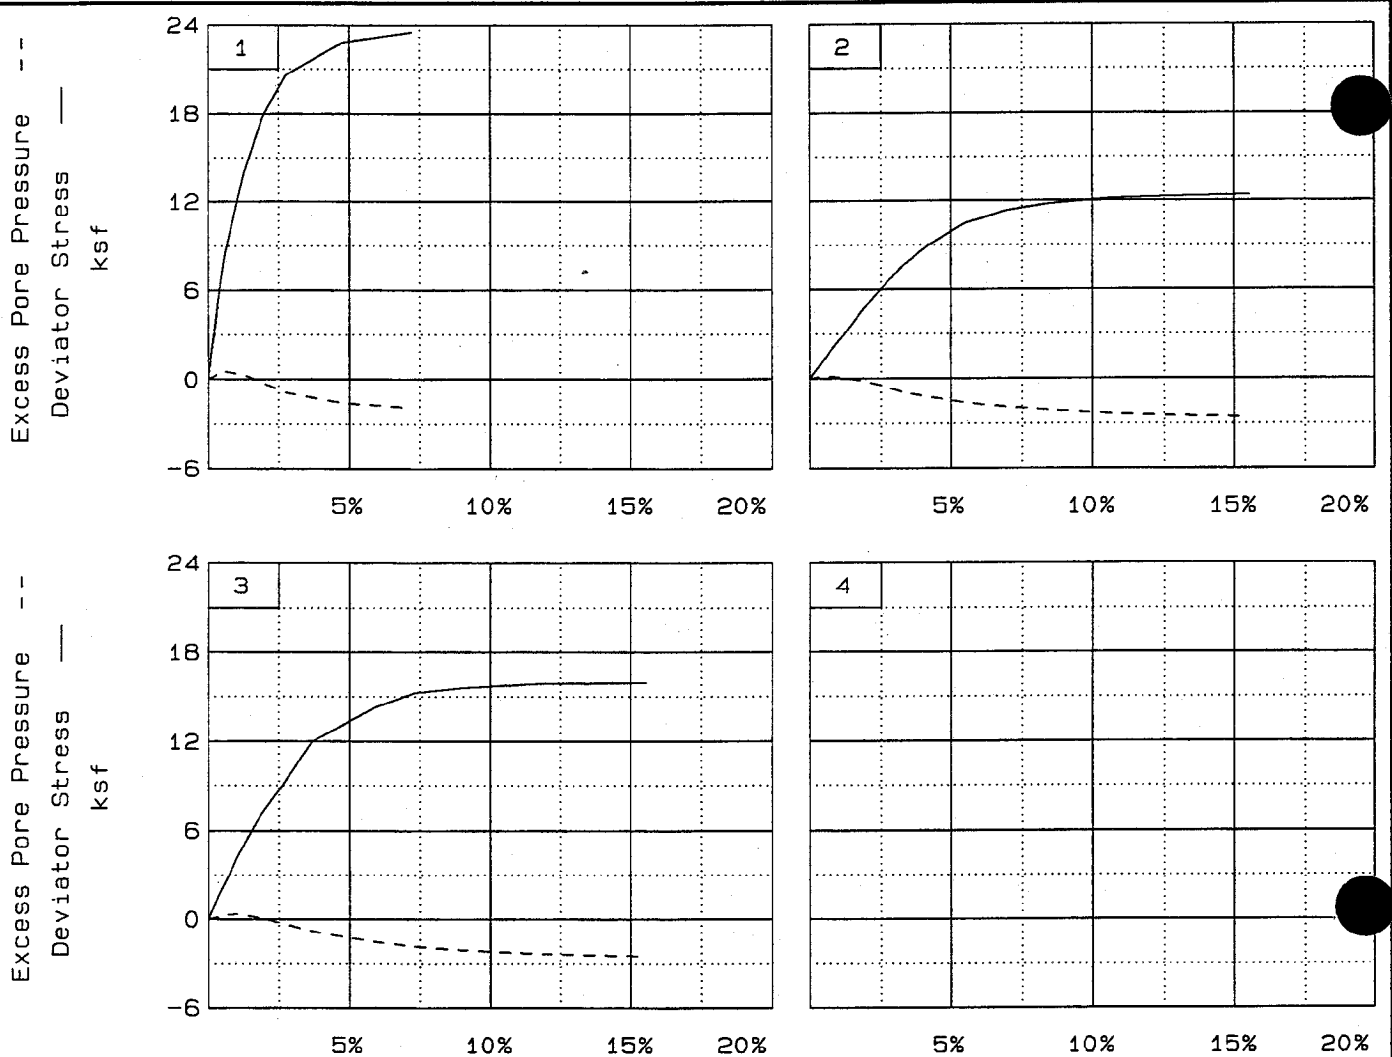 Excess Pore Pressure --
Deviator Stress —
ksf
24
18
12
6
0
-6
1
5% 10% 15% 20%
2
5% 10% 15% 20%
Excess Pore Pressure --
Deviator Stress —
ksf
24
18
12
6
0
-6
3
5% 10% 15% 20%
4
5% 10% 15% 20%